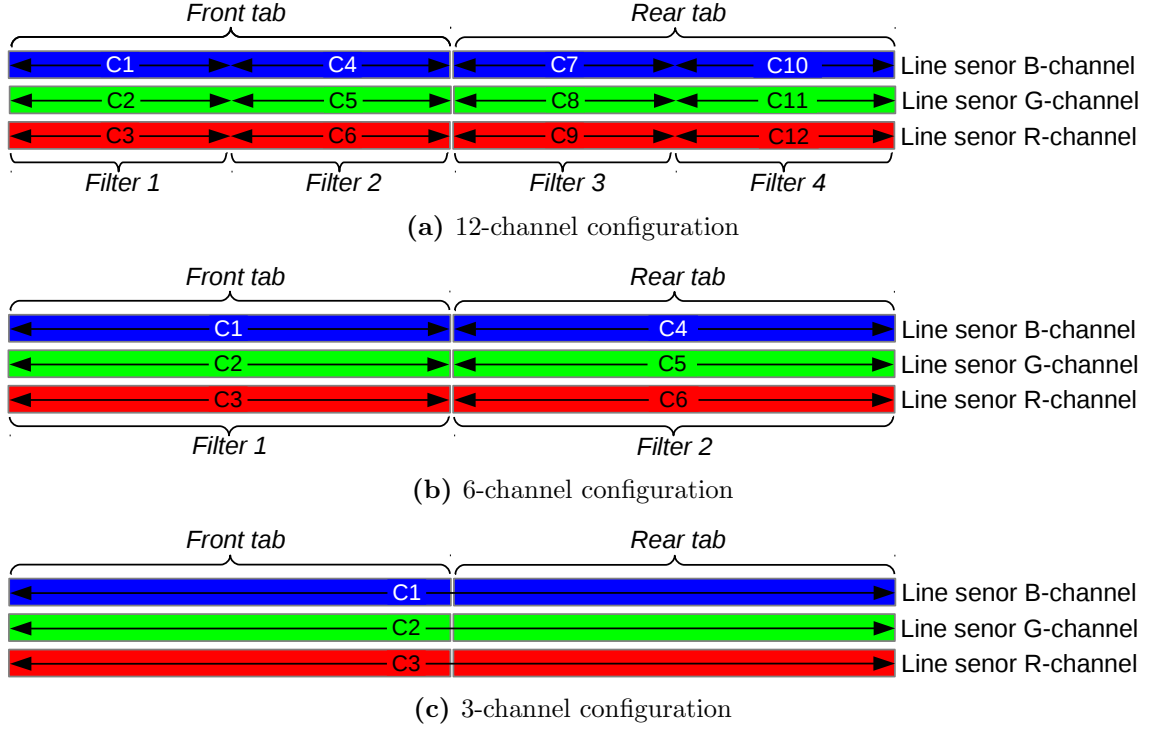 Front tab Rear tab
C1 C4 C7 C10 Line senor B-channel
C2 C5 C8 C11 Line senor G-channel
C3 C6 C9 C12 Line senor R-channel
Filter 1 Filter 2 Filter 3 Filter 4
(a) 12-channel configuration
Front tab Rear tab
C1 C4 Line senor B-channel
C2 C5 Line senor G-channel
C3 C6 Line senor R-channel
Filter 1 Filter 2
(b) 6-channel configuration
Front tab Rear tab
C1 Line senor B-channel
C2 Line senor G-channel
C3 Line senor R-channel
(c) 3-channel configuration